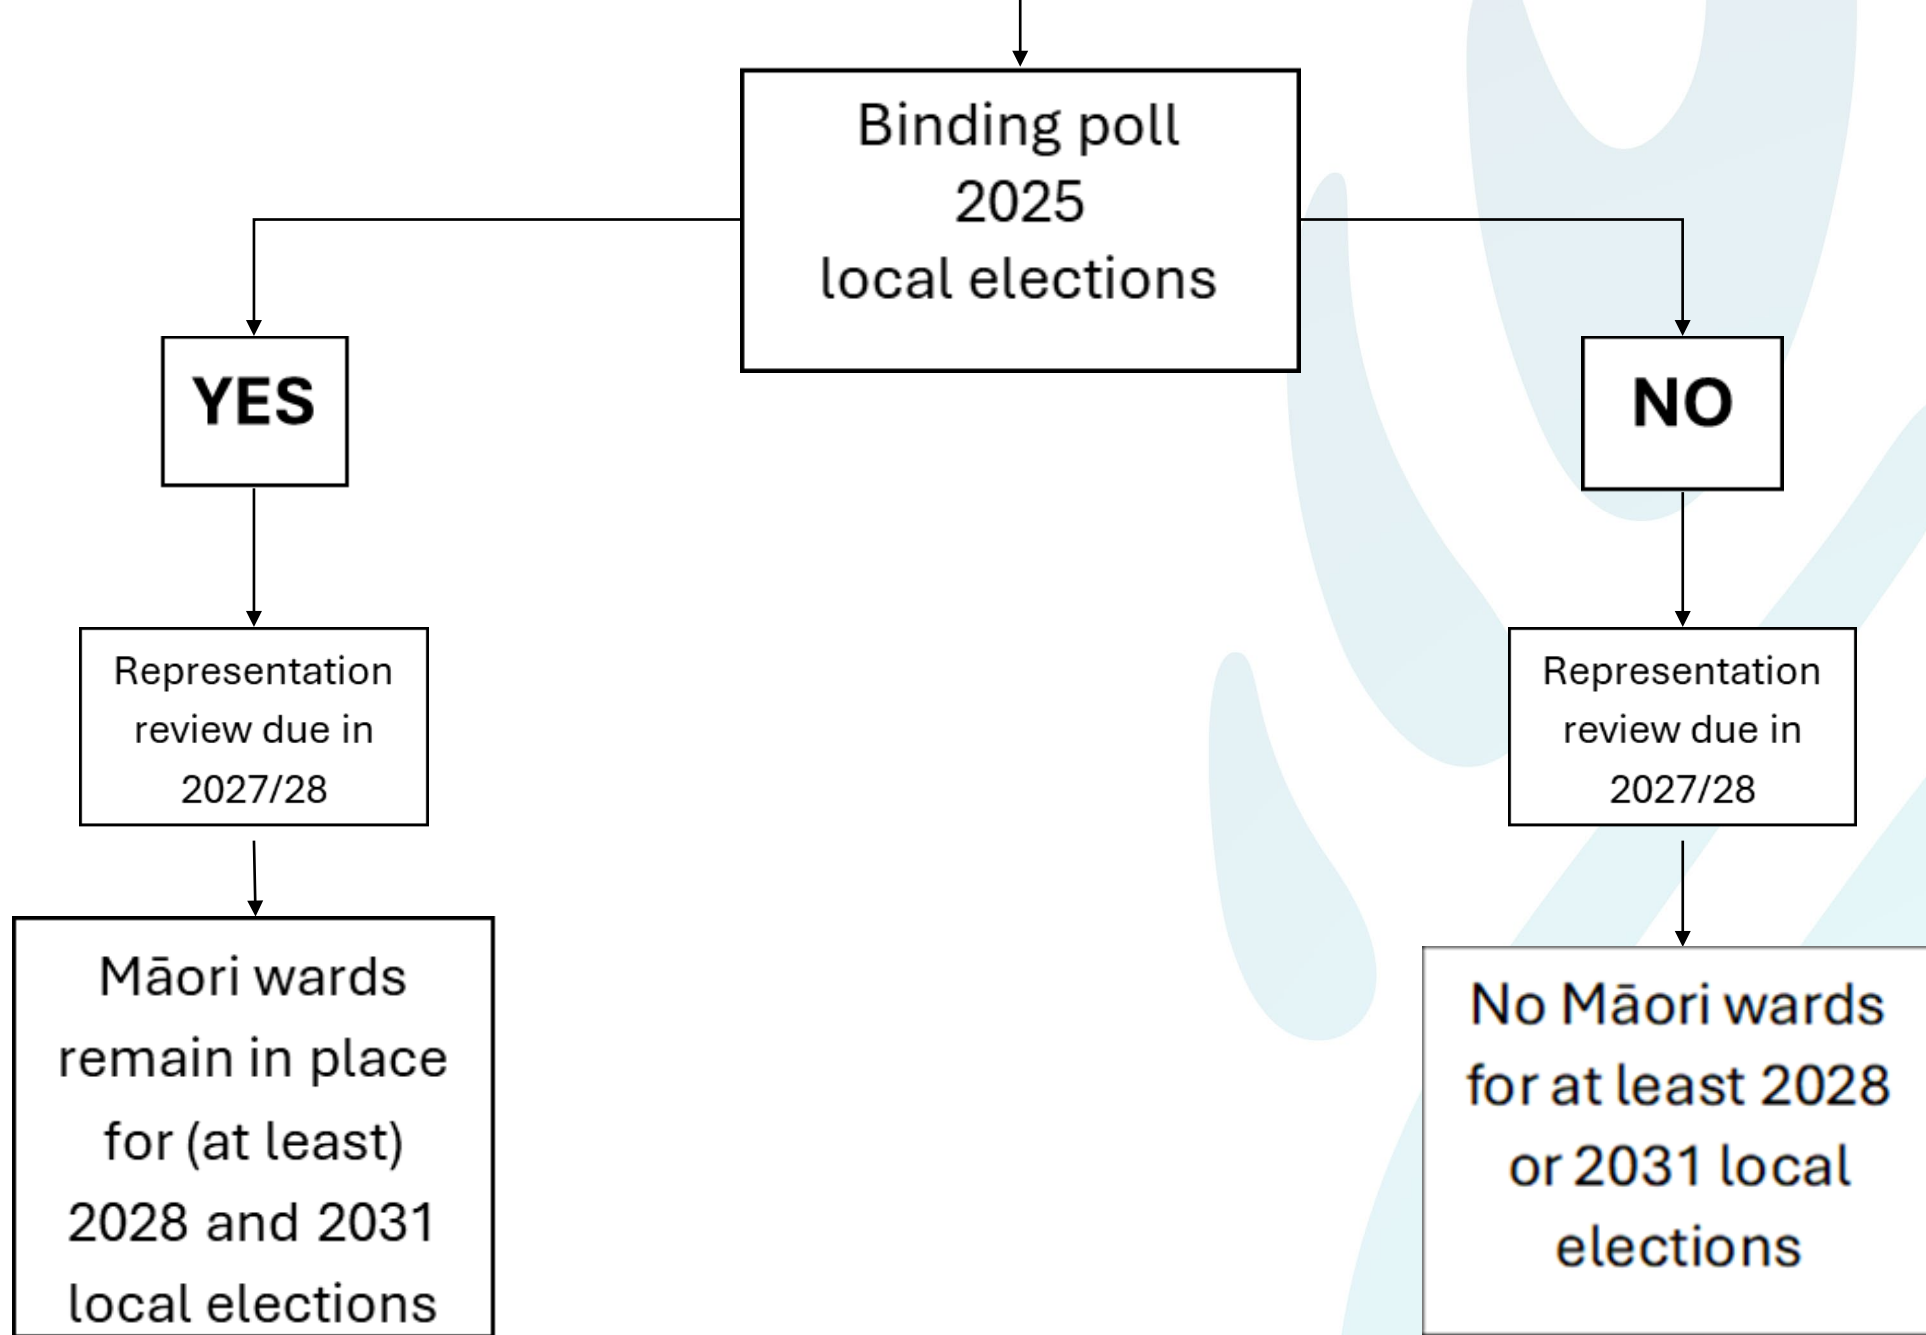 Binding poll
2025
local elections
YES
NO
Representation
review due in
2027/28
Representation
review due in
2027/28
Māori wards
remain in place
for (at least)
2028 and 2031
local elections
No Māori wards
for at least 2028
or 2031 local
elections